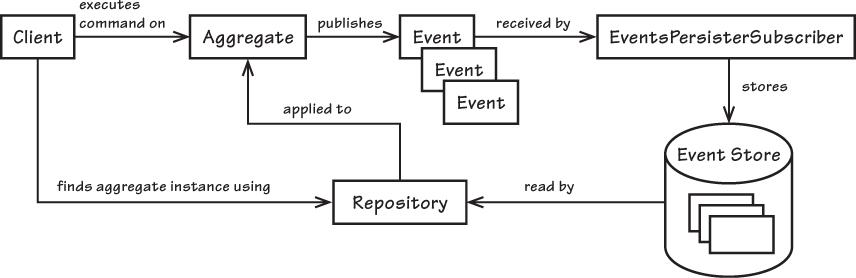 executes
command on
Client
Aggregate
publishes
Event
Event
Event
received by
EventsPersisterSubscriber
stores
Event Store
applied to
finds aggregate instance using
Repository
read by